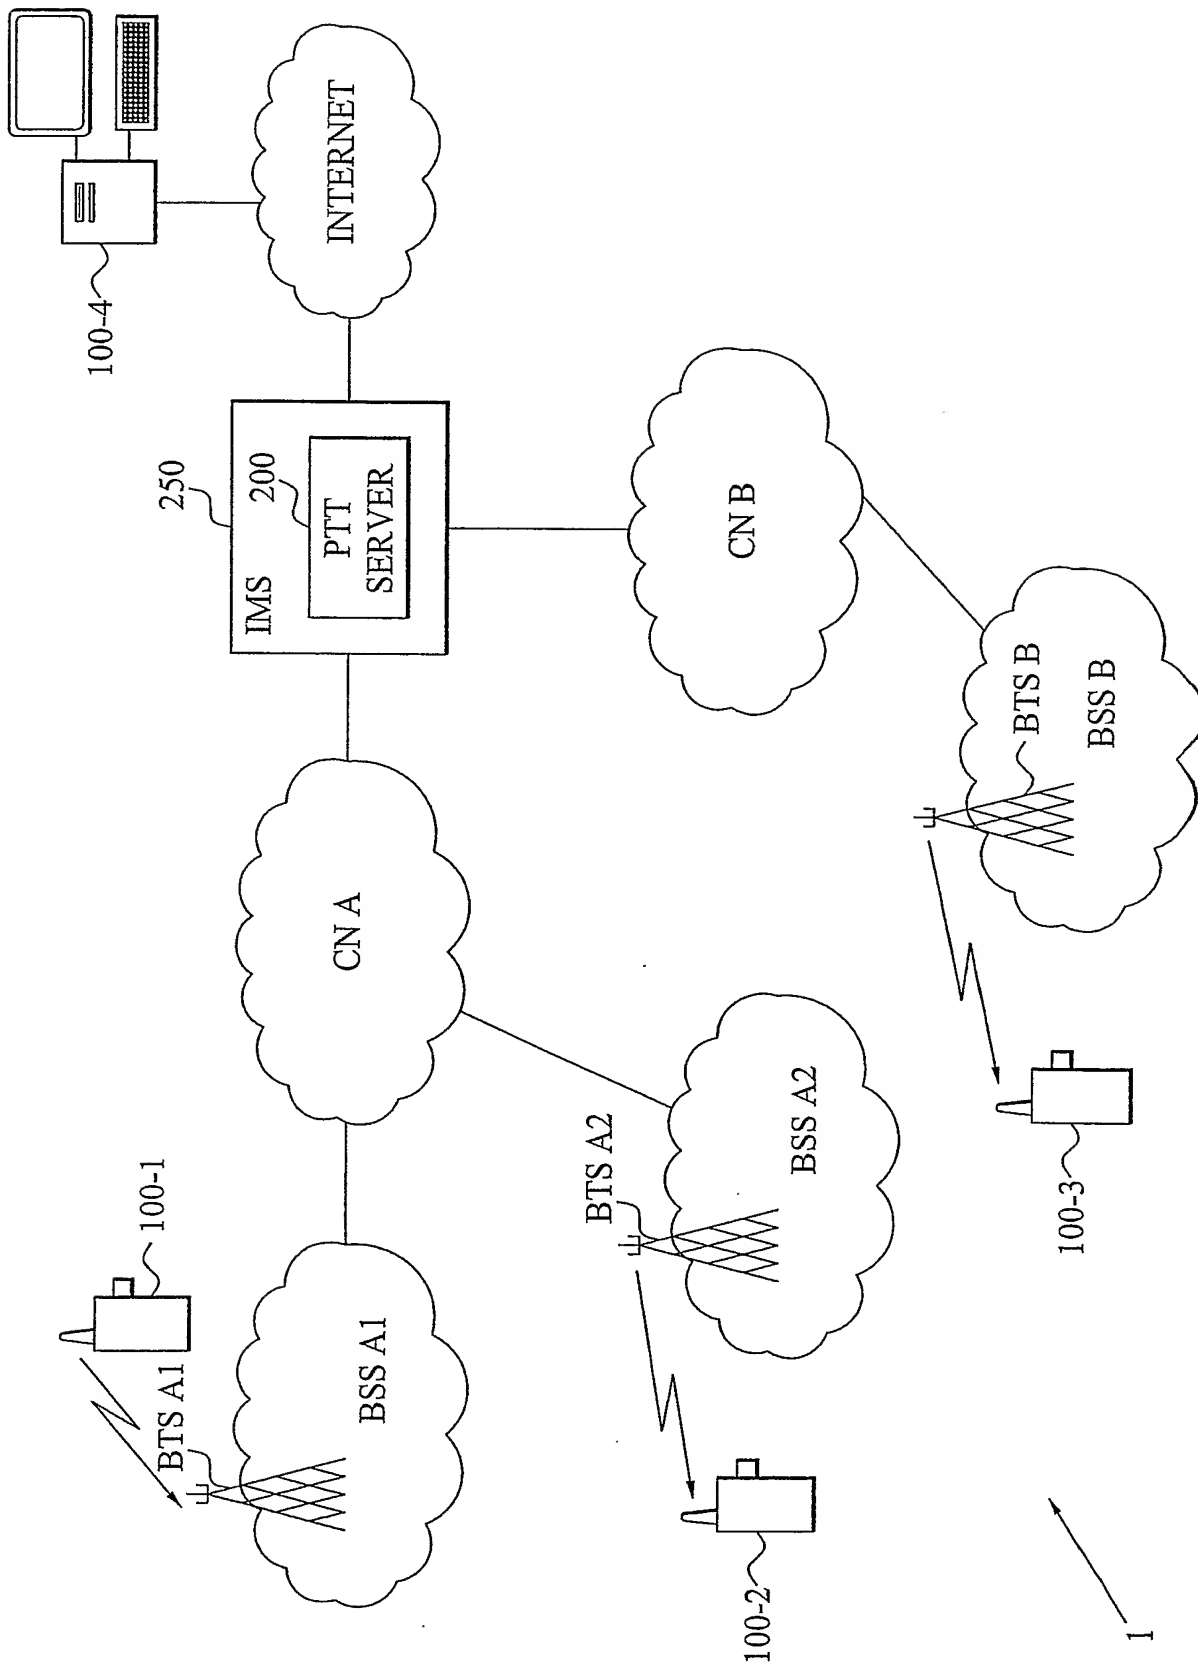 100-1
BTS A1
BSS A1
100-2
BTS A2
BSS A2
CN A
250
IMS
200
PTT
SERVER
100-4
INTERNET
CN B
BTS B
BSS B
100-3
1